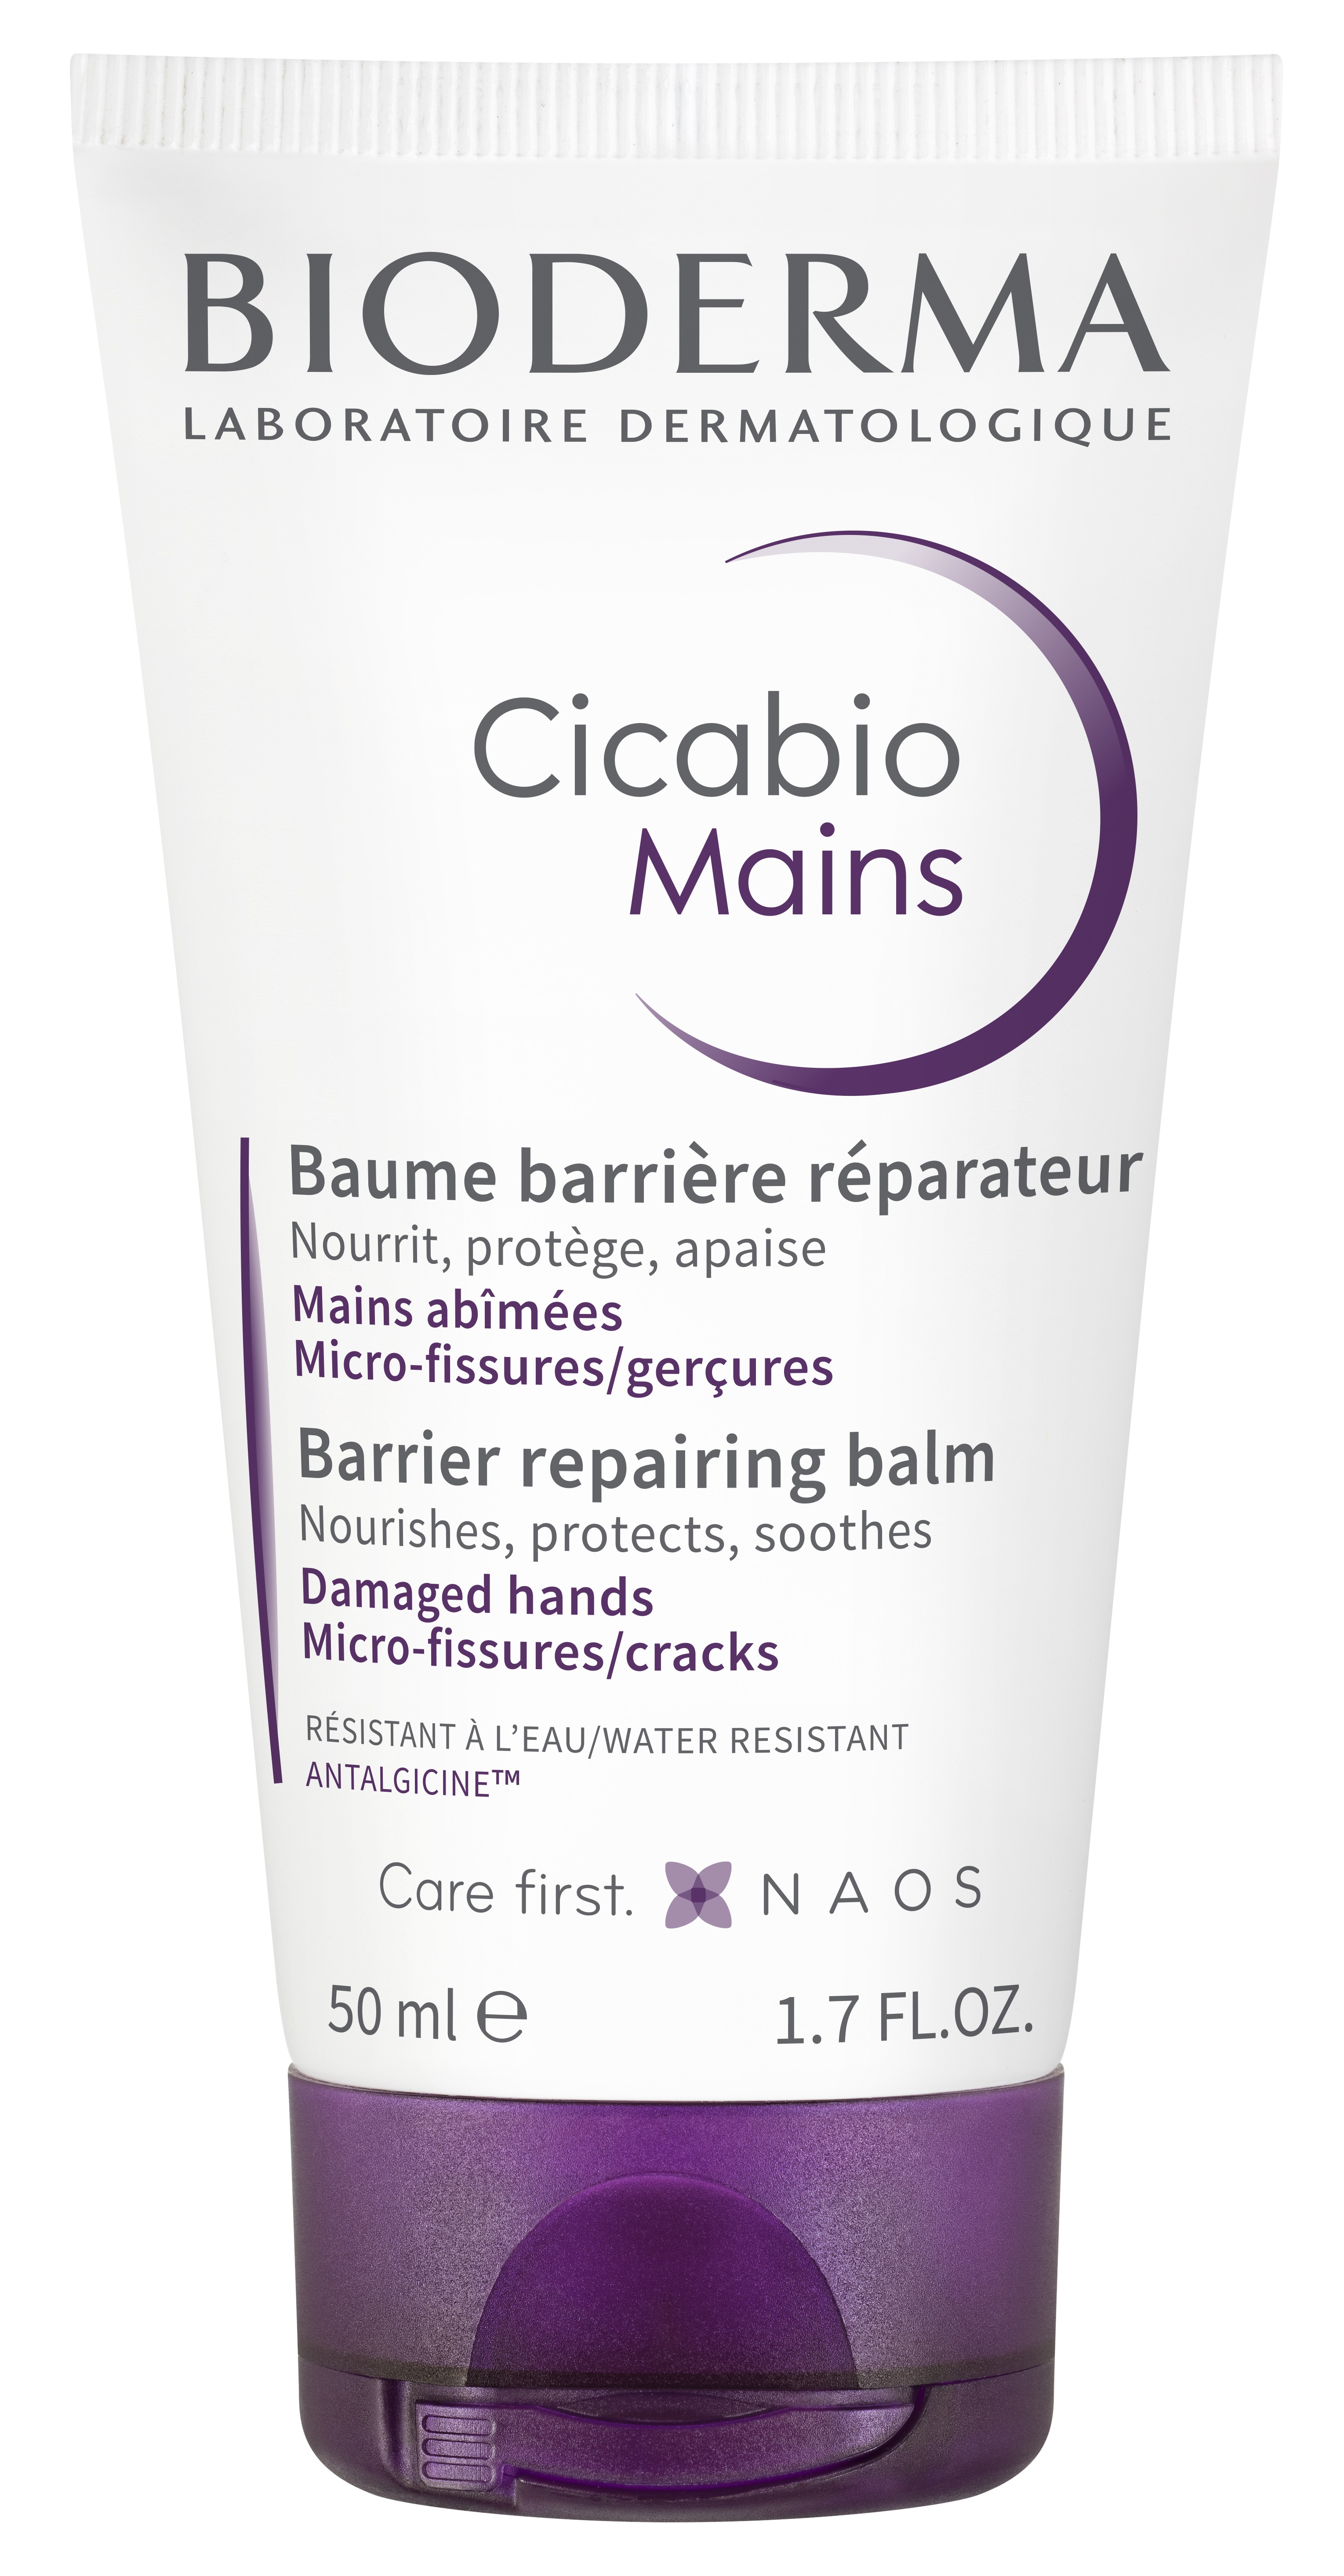 BIODERMA
LABORATOIRE DERMATOLOGIQUE
Cicabio
Mains
Baume barrière réparateur
Nourrit, protège, apaise
Mains abîmées
Micro-fissures/gerçures
Barrier repairing balm
Nourishes, protects, soothes
Damaged hands
Micro-fissures/cracks
RÉSISTANT À L'EAU/WATER RESISTANT
ANTALGICINE™
Care first. NAOS
50 ml ℮ 1.7 FL.OZ.